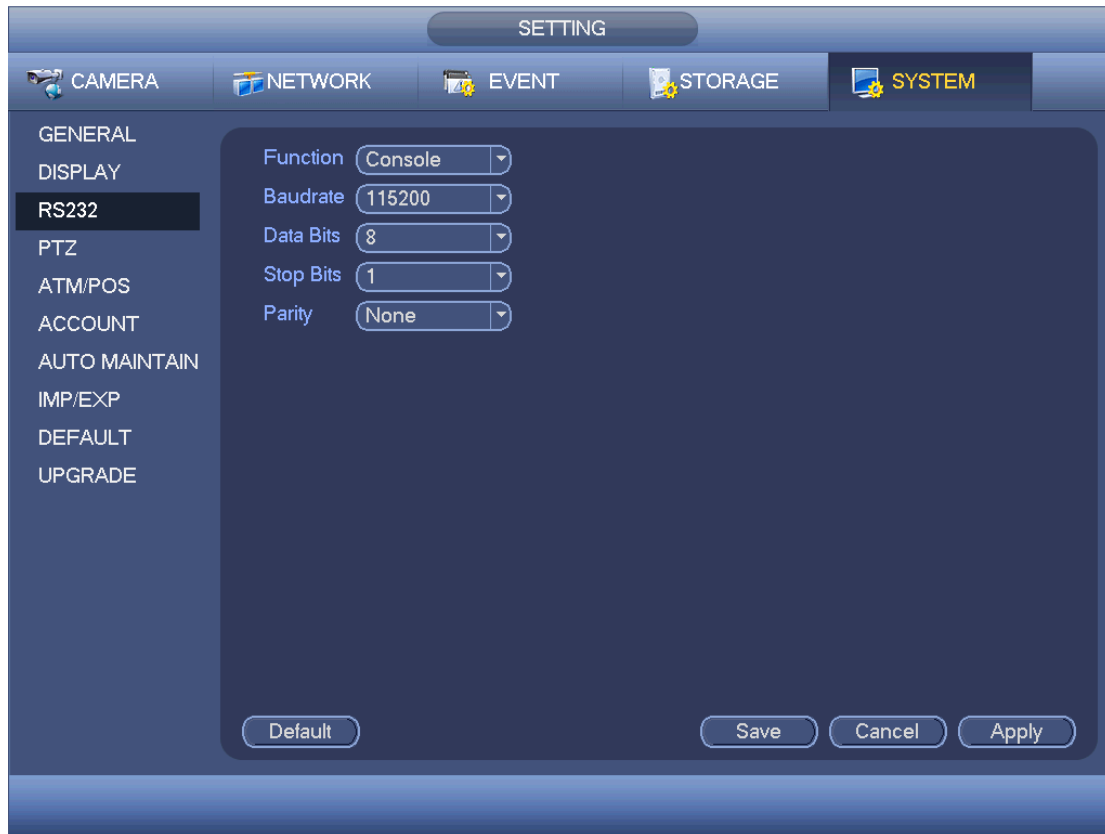 SETTING
CAMERA NETWORK EVENT STORAGE SYSTEM
GENERAL
DISPLAY
RS232
PTZ
ATM/POS
ACCOUNT
AUTO MAINTAIN
IMP/EXP
DEFAULT
UPGRADE
Function Console
Baudrate 115200
Data Bits 8
Stop Bits 1
Parity None
Default Save Cancel Apply